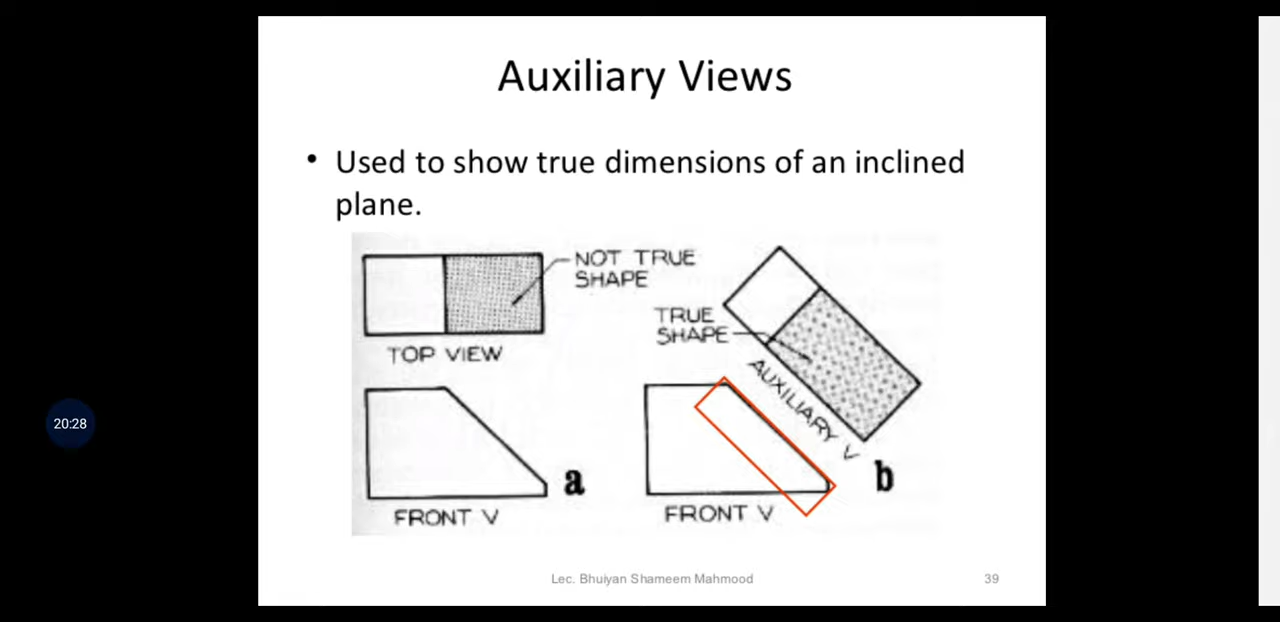 Auxiliary Views
• Used to show true dimensions of an inclined
plane.
NOT TRUE
SHAPE
TRUE
SHAPE
TOP VIEW
AUXILIARY V
a
b
FRONT V
FRONT V
20:28
Lec. Bhuiyan Shameem Mahmood
39